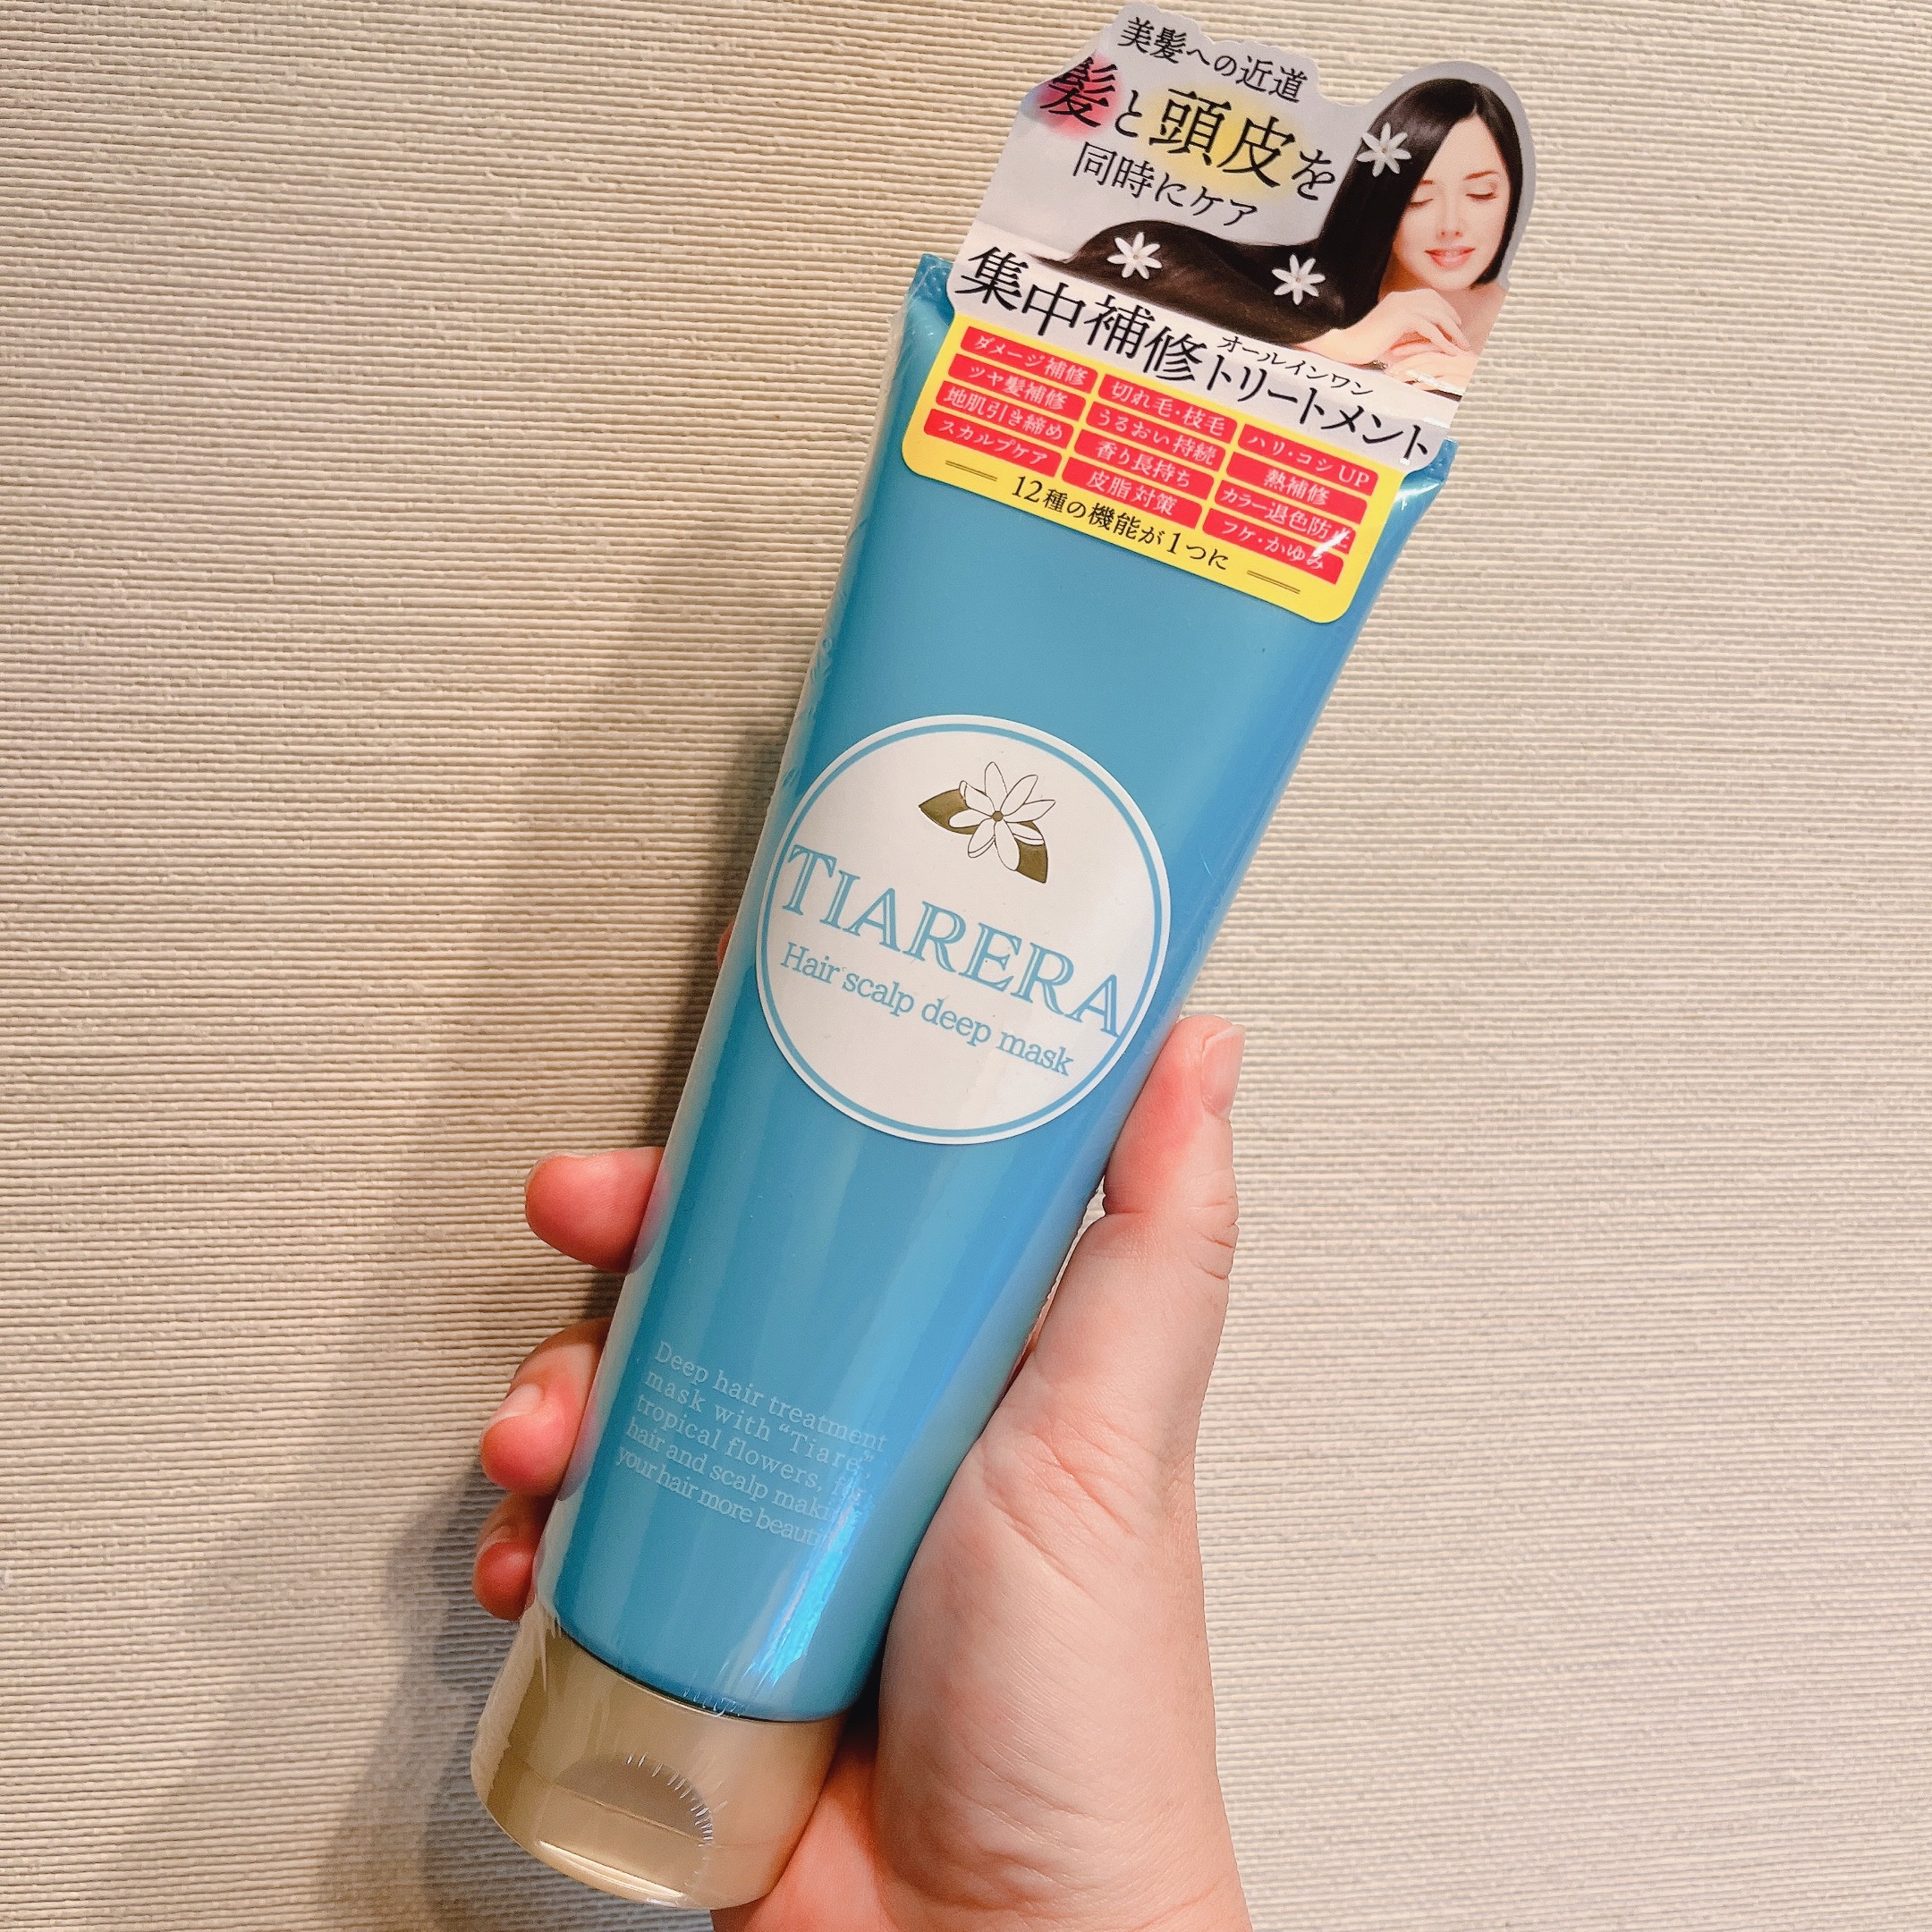 美髪への近道
髪と頭皮を
同時にケア
オールインワン
集中補修トリートメント
ダメージ補修 切れ毛・枝毛 ハリ・コシUP
ツヤ髪補修 うるおい持続 熱補修
地肌引き締め 香り長持ち カラー退色防止
スカルプケア 皮脂対策 フケ・かゆみ
12種の機能が1つに
TIARERA
Hair scalp deep mask
Deep hair treatment
mask with “Tiare,”
tropical flowers, for
hair and scalp making
your hair more